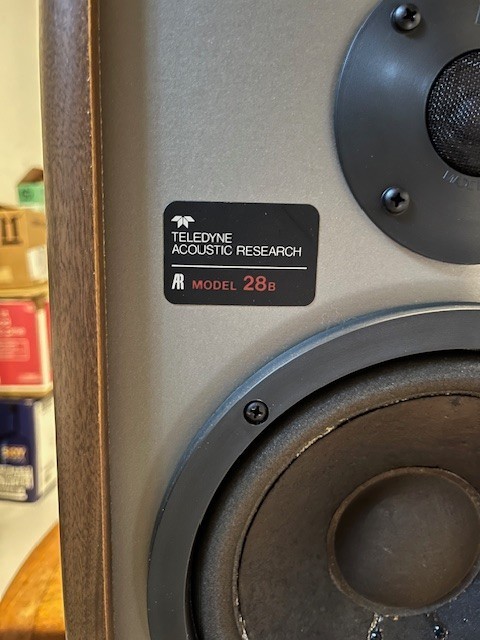 TELEDYNE
ACOUSTIC RESEARCH
AR MODEL 28B